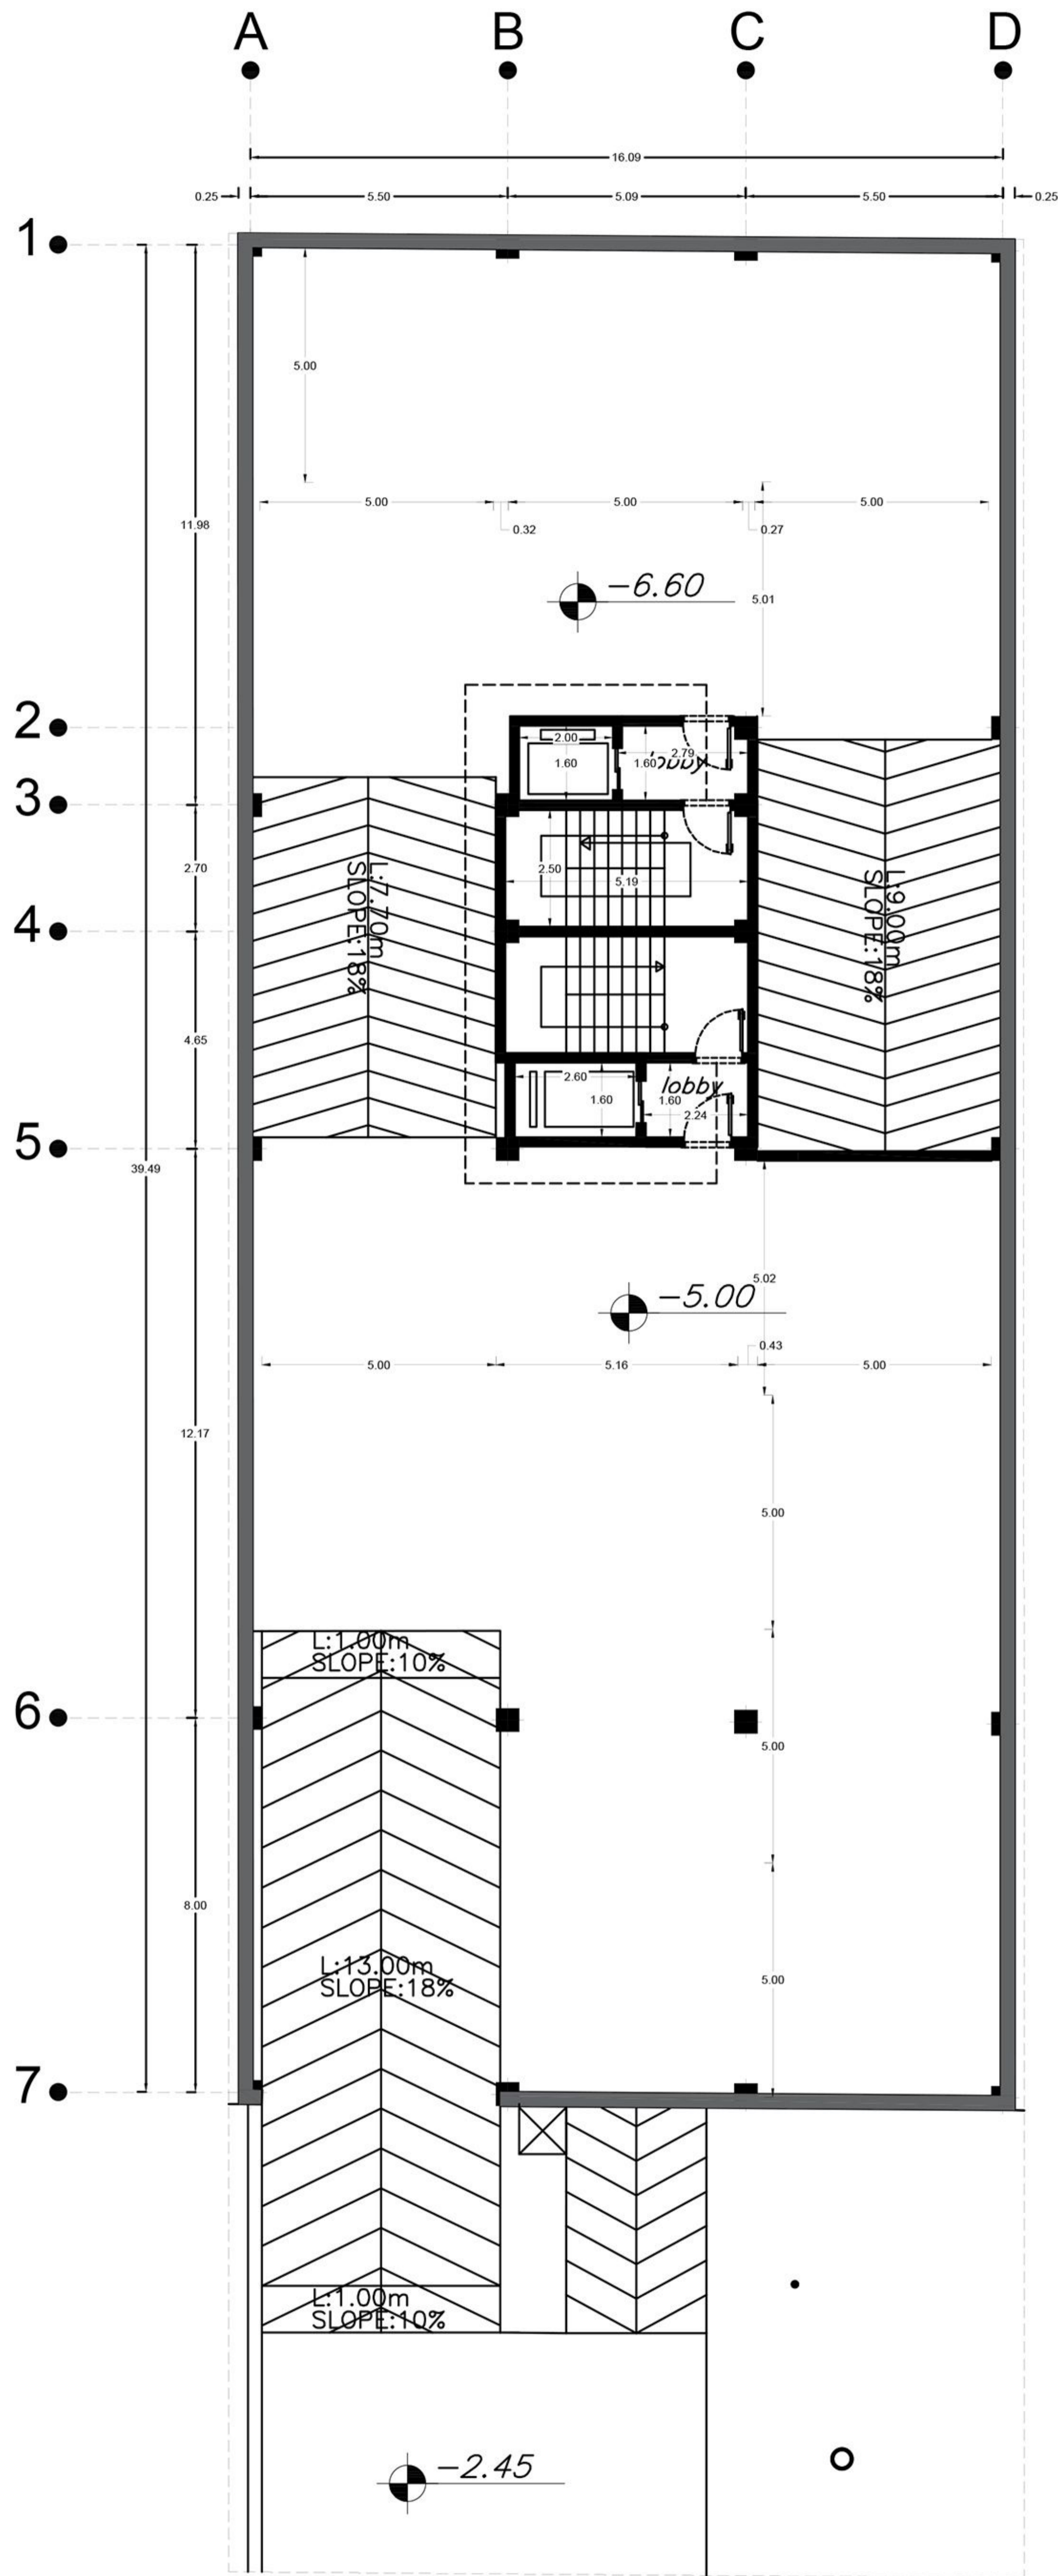 A B C D
16.09
0.25 5.50 5.09 5.50 0.25
1
5.00
11.98
5.00 5.00 5.00
0.32 0.27
-6.60
5.01
2
2.00
2.79
1.60 1.60 lobby
3
2.70
L:7.70m
SLOPE:18%
2.50
5.19
L:9.00m
SLOPE:18%
4
4.65
2.60
lobby
1.60 1.60
2.24
5
39.49
5.02
-5.00
0.43
5.00 5.16 5.00
12.17
5.00
L:1.00m
SLOPE:10%
6
5.00
8.00
L:13.00m
SLOPE:18%
5.00
7
L:1.00m
SLOPE:10%
-2.45